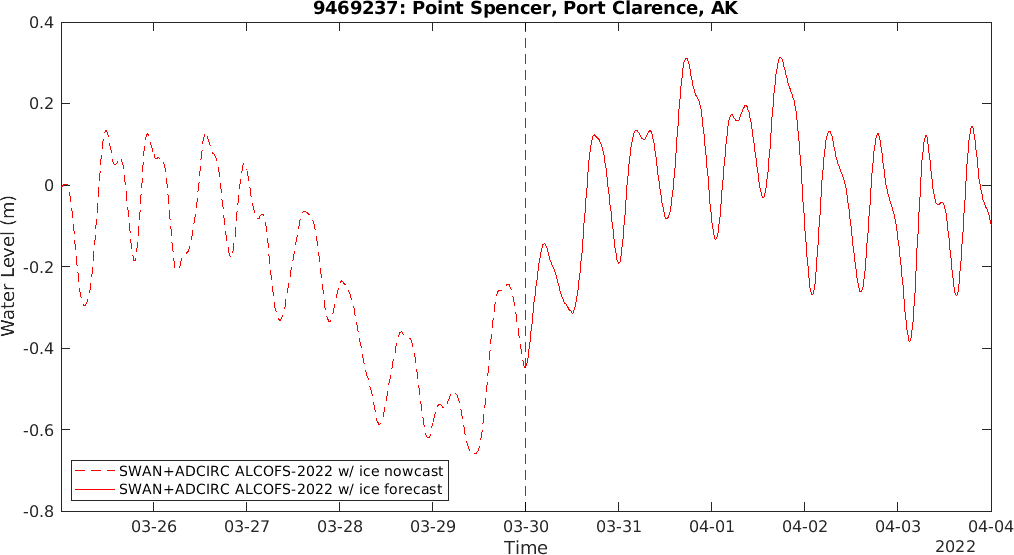 9469237: Point Spencer, Port Clarence, AK
0.4
0.2
0
-0.2
-0.4
-0.6
-0.8
Water Level (m)
SWAN+ADCIRC ALCOFS-2022 w/ ice nowcast
SWAN+ADCIRC ALCOFS-2022 w/ ice forecast
03-26 03-27 03-28 03-29 03-30 03-31 04-01 04-02 04-03 04-04
Time
2022